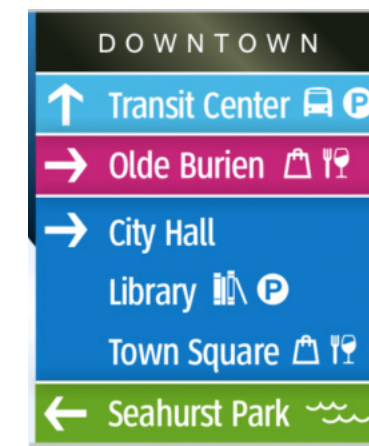 DOWNTOWN
Transit Center P
Olde Burien
City Hall
Library P
Town Square
Seahurst Park